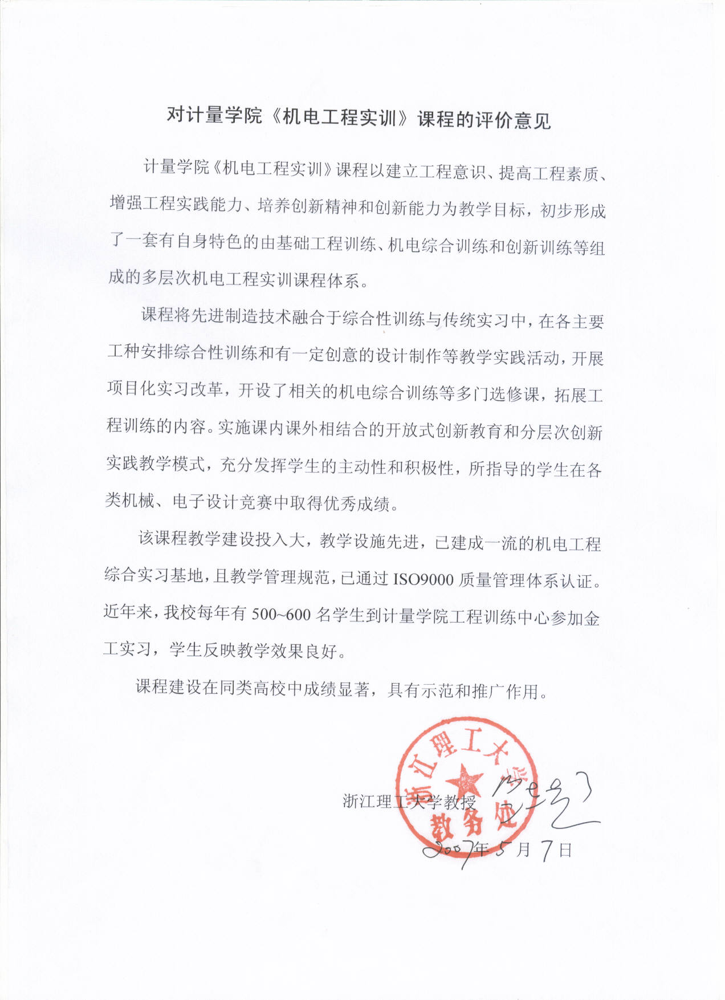 对计量学院《机电工程实训》课程的评价意见
计量学院《机电工程实训》课程以建立工程意识、提高工程素质、
增强工程实践能力、培养创新精神和创新能力为教学目标，初步形成
了一套有自身特色的由基础工程训练、机电综合训练和创新训练等组
成的多层次机电工程实训课程体系。
课程将先进制造技术融合于综合性训练与传统实习中，在各主要
工种安排综合性训练和有一定创意的设计制作等教学实践活动，开展
项目化实习改革，开设了相关的机电综合训练等多门选修课，拓展工
程训练的内容。实施课内课外相结合的开放式创新教育和分层次创新
实践教学模式，充分发挥学生的主动性和积极性，所指导的学生在各
类机械、电子设计竞赛中取得优秀成绩。
该课程教学建设投入大，教学设施先进，已建成一流的机电工程
综合实习基地，且教学管理规范，已通过 ISO9000 质量管理体系认证。
近年来，我校每年有 500~600 名学生到计量学院工程训练中心参加金
工实习，学生反映教学效果良好。
课程建设在同类高校中成绩显著，具有示范和推广作用。
浙江理工大学
浙江理工大学教授
教务处
2007年5月7日